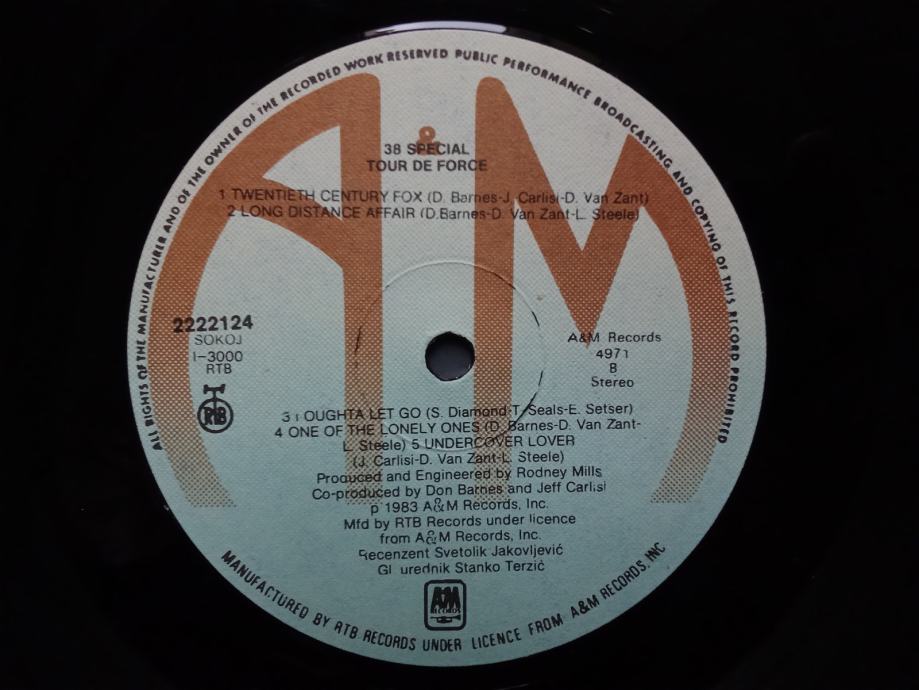 ALL RIGHTS OF THE MANUFACTURER AND OF THE OWNER OF THE RECORDED WORK RESERVED PUBLIC PERFORMANCE BROADCASTING AND COPYING OF THIS RECORD PROHIBITED
A&M
38 SPECIAL
TOUR DE FORCE
1 TWENTIETH CENTURY FOX (D. Barnes-J. Carlisi-D. Van Zant)
2 LONG DISTANCE AFFAIR (D.Barnes-D. Van Zant-L. Steele)
2222124
SOKOJ
I-3000
RTB
RTB
A&M Records
4971
B
Stereo
3 I OUGHTA LET GO (S. Diamond-T. Seals-E. Setser)
4 ONE OF THE LONELY ONES (D. Barnes-D. Van Zant-
L. Steele) 5 UNDERCOVER LOVER
(J. Carlisi-D. Van Zant-L. Steele)
Produced and Engineered by Rodney Mills
Co-produced by Don Barnes and Jeff Carlisi
p 1983 A&M Records, Inc.
Mfd by RTB Records under licence
from A&M Records, Inc.
Recenzent Svetolik Jakovljević
Gl urednik Stanko Terzić
A&M
RECORDS
MANUFACTURED BY RTB RECORDS UNDER LICENCE FROM A&M RECORDS, INC